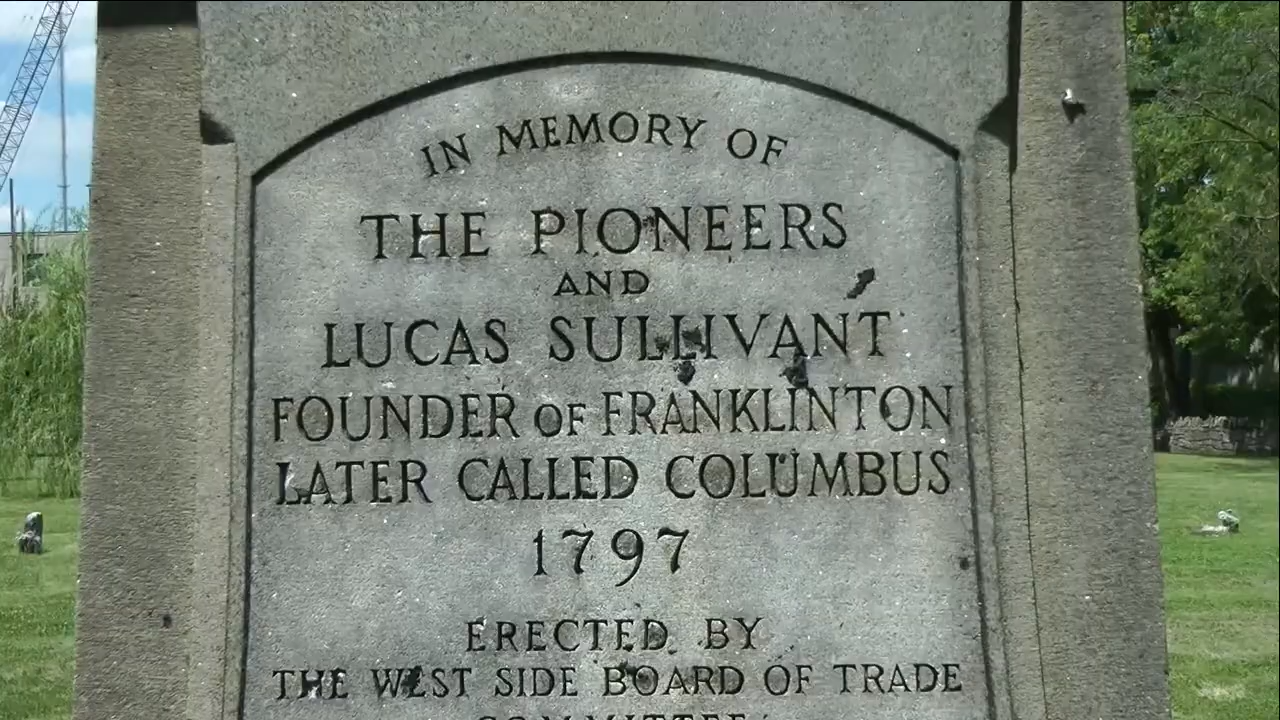 IN MEMORY OF
THE PIONEERS
AND
LUCAS SULLIVANT
FOUNDER OF FRANKLINTON
LATER CALLED COLUMBUS
1797
ERECTED BY
THE WEST SIDE BOARD OF TRADE
COMMITTEE